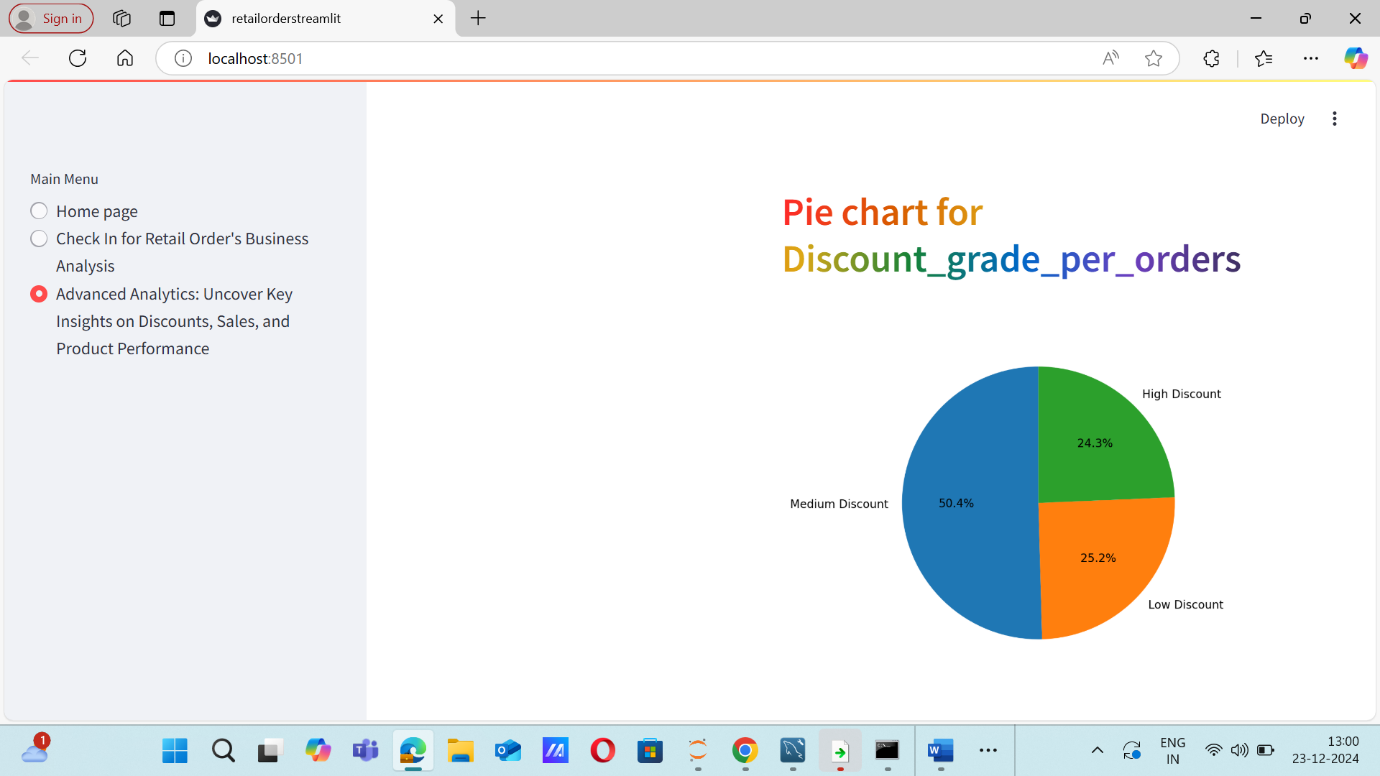 Sign in
retailorderstreamlit
localhost:8501
Deploy
Main Menu
Home page
Check In for Retail Order's Business
Analysis
Advanced Analytics: Uncover Key
Insights on Discounts, Sales, and
Product Performance
Pie chart for
Discount_grade_per_orders
High Discount
24.3%
Medium Discount
50.4%
25.2%
Low Discount
1
ENG
IN
13:00
23-12-2024